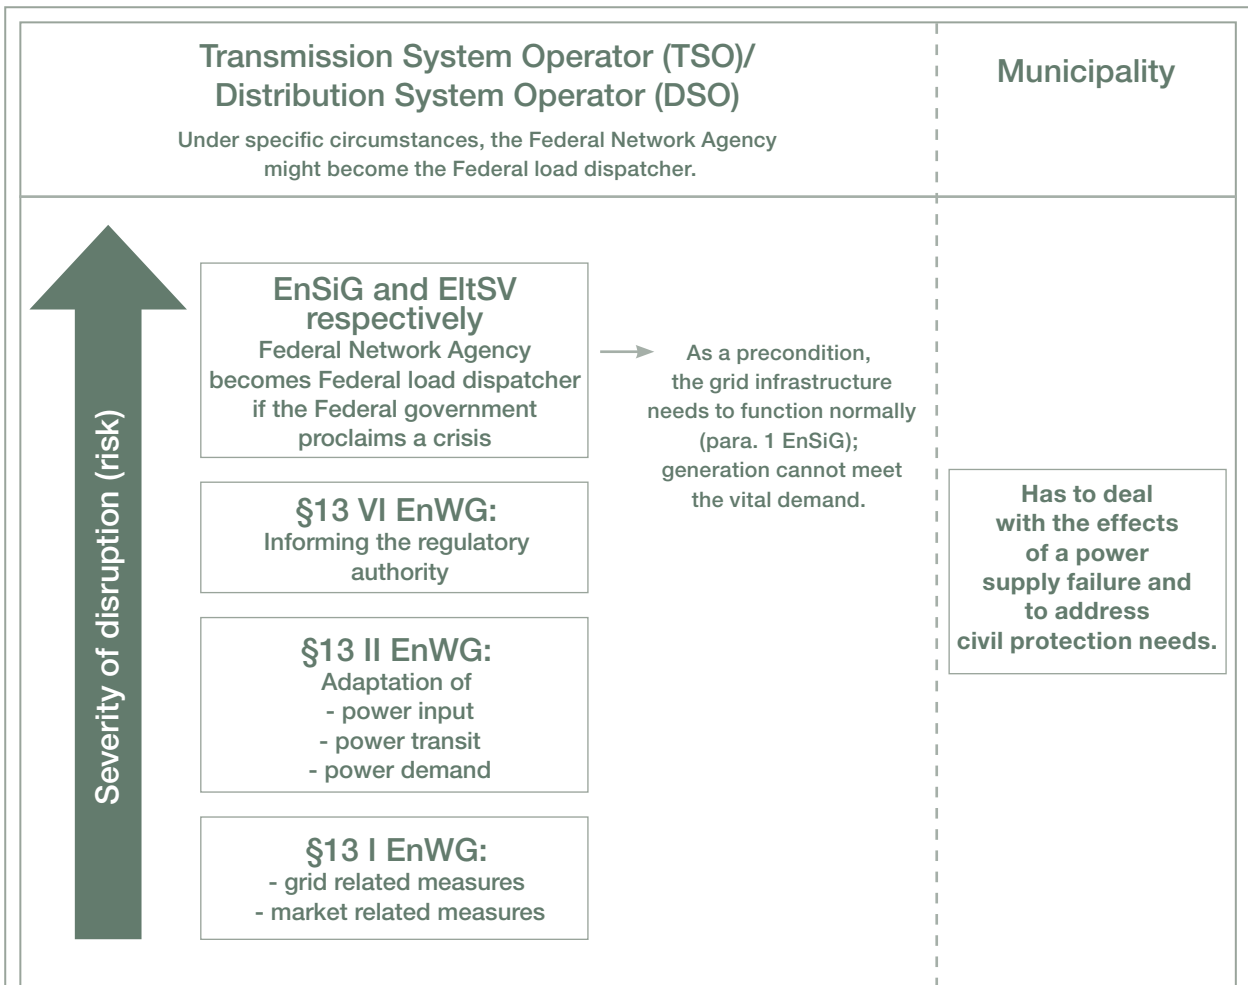 Transmission System Operator (TSO)/
Distribution System Operator (DSO)
Under specific circumstances, the Federal Network Agency
might become the Federal load dispatcher.
Municipality
Severity of disruption (risk)
EnSiG and EltSV
respectively
Federal Network Agency
becomes Federal load dispatcher
if the Federal government
proclaims a crisis
As a precondition,
the grid infrastructure
needs to function normally
(para. 1 EnSiG);
generation cannot meet
the vital demand.
§13 VI EnWG:
Informing the regulatory
authority
§13 II EnWG:
Adaptation of
- power input
- power transit
- power demand
§13 I EnWG:
- grid related measures
- market related measures
Has to deal
with the effects
of a power
supply failure and
to address
civil protection needs.